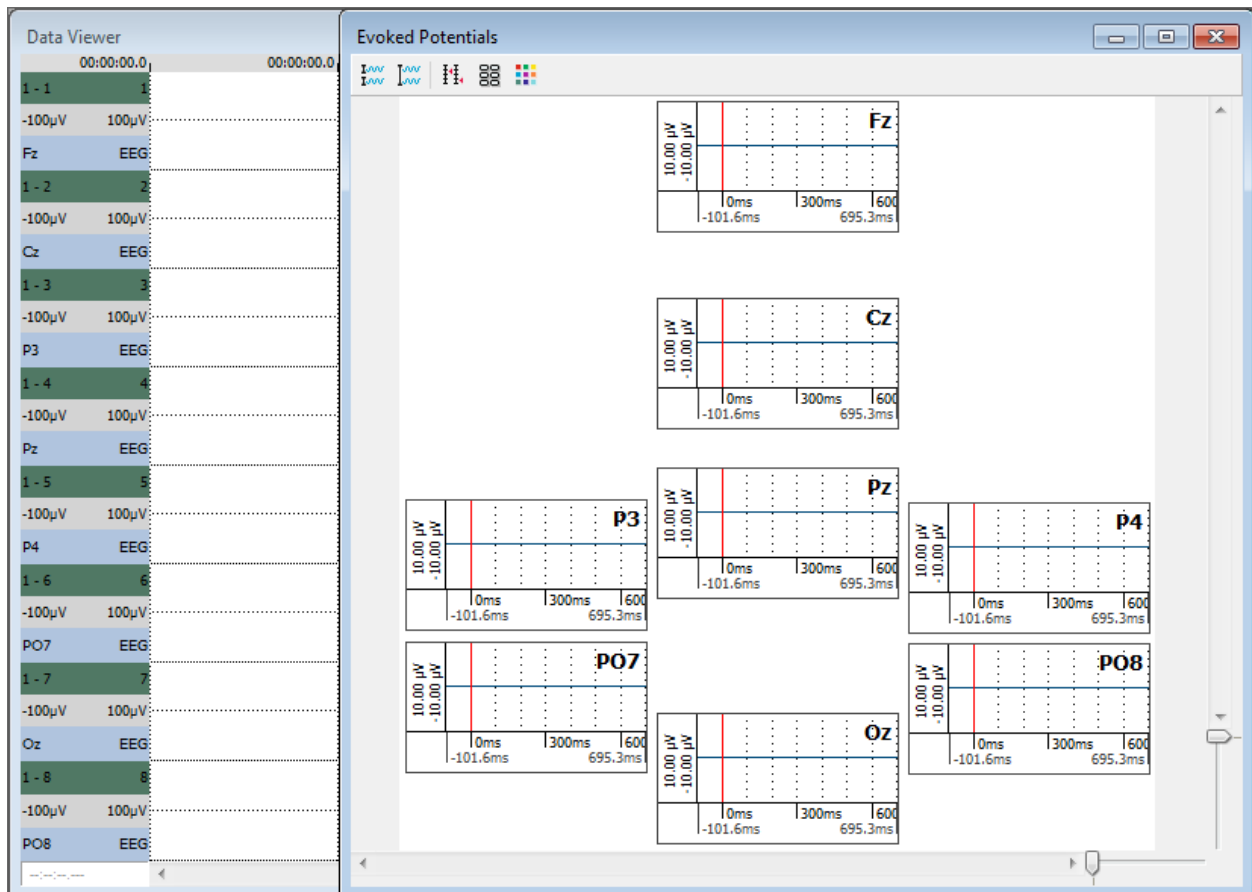 Data Viewer
00:00:00.0 00:00:00.0
1 - 1 1
-100µV 100µV
Fz EEG
1 - 2 2
-100µV 100µV
Cz EEG
1 - 3 3
-100µV 100µV
P3 EEG
1 - 4 4
-100µV 100µV
Pz EEG
1 - 5 5
-100µV 100µV
P4 EEG
1 - 6 6
-100µV 100µV
PO7 EEG
1 - 7 7
-100µV 100µV
Oz EEG
1 - 8 8
-100µV 100µV
PO8 EEG
--:--:--.---
Evoked Potentials
Fz
10.00 µV
-10.00 µV
0ms 300ms 600
-101.6ms 695.3ms
Cz
10.00 µV
-10.00 µV
0ms 300ms 600
-101.6ms 695.3ms
Pz
10.00 µV
-10.00 µV
0ms 300ms 600
-101.6ms 695.3ms
P3
10.00 µV
-10.00 µV
0ms 300ms 600
-101.6ms 695.3ms
P4
10.00 µV
-10.00 µV
0ms 300ms 600
-101.6ms 695.3ms
PO7
10.00 µV
-10.00 µV
0ms 300ms 600
-101.6ms 695.3ms
PO8
10.00 µV
-10.00 µV
0ms 300ms 600
-101.6ms 695.3ms
Oz
10.00 µV
-10.00 µV
0ms 300ms 600
-101.6ms 695.3ms